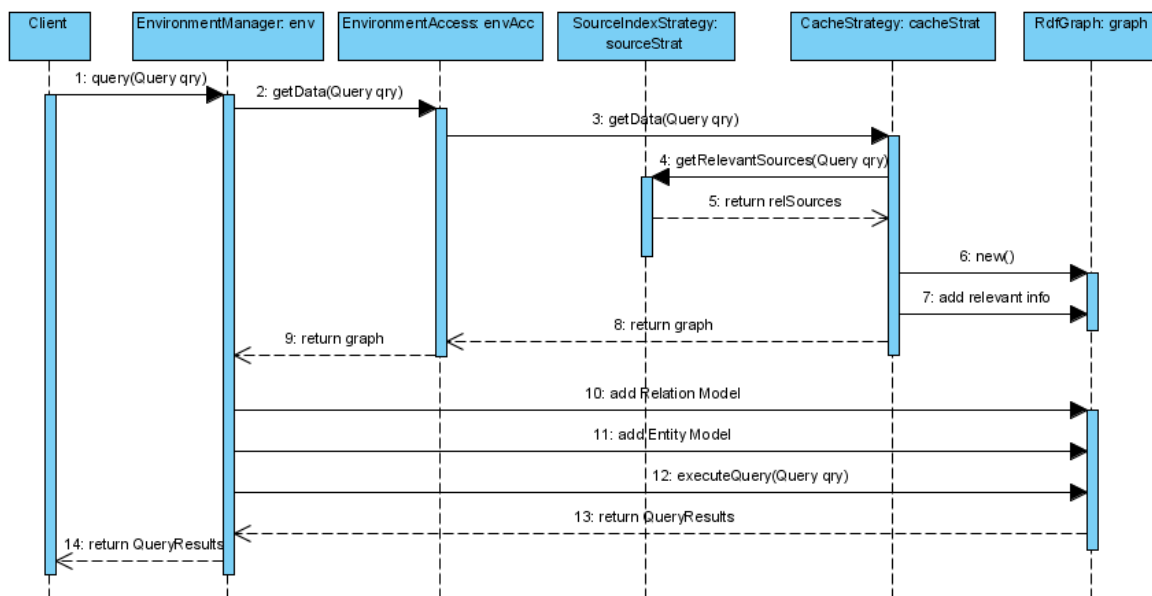 Client
EnvironmentManager: env
EnvironmentAccess: envAcc
SourceIndexStrategy:
sourceStrat
CacheStrategy: cacheStrat
RdfGraph: graph
1: query(Query qry)
2: getData(Query qry)
3: getData(Query qry)
4: getRelevantSources(Query qry)
5: return relSources
6: new()
7: add relevant info
8: return graph
9: return graph
10: add Relation Model
11: add Entity Model
12: executeQuery(Query qry)
13: return QueryResults
14: return QueryResults